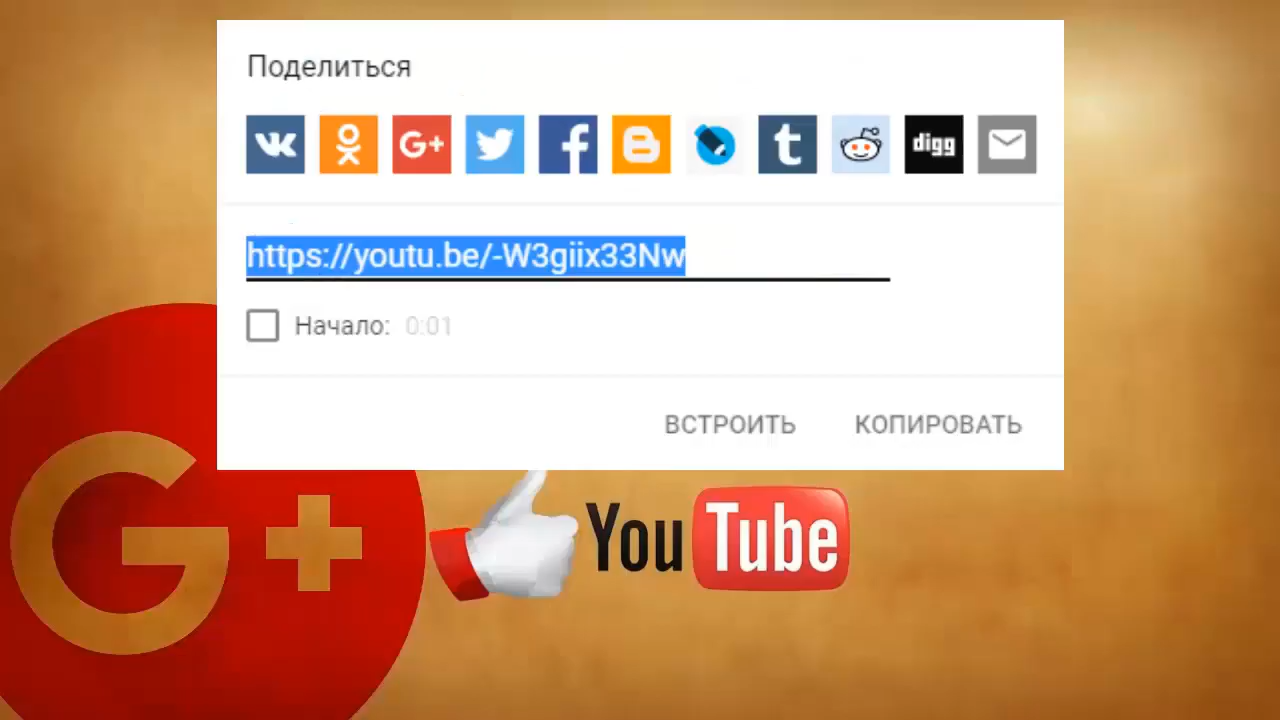 Поделиться
G+
t
digg
https://youtu.be/-W3giix33Nw
Начало: 0:01
ВСТРОИТЬ КОПИРОВАТЬ
G+
YouTube